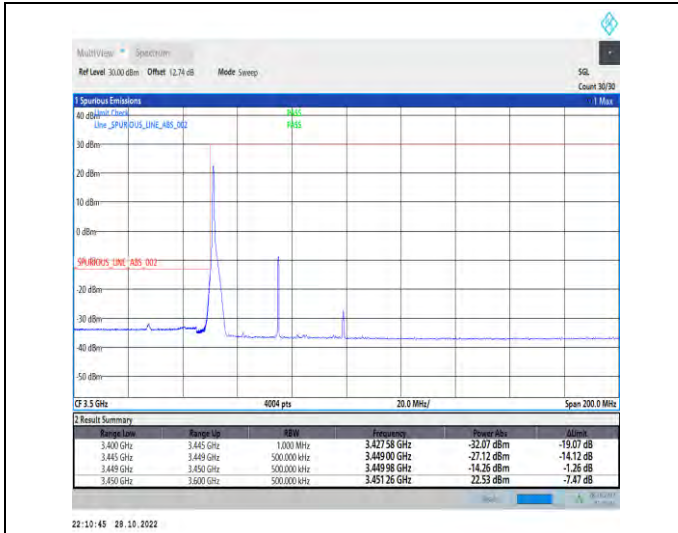 MultiView Spectrum
Ref Level 30.00 dBm Offset 12.74 dB Mode Sweep SGL
Count 30/30
1 Spurious Emissions 1 Max
40 dBm Limit Check PASS
Line _SPURIOUS_LINE_ABS_002 PASS
30 dBm
20 dBm
10 dBm
0 dBm
_SPURIOUS_LINE_ABS_002
-20 dBm
-30 dBm
-40 dBm
-50 dBm
CF 3.5 GHz 4004 pts 20.0 MHz/ Span 200.0 MHz
2 Result Summary
Range Low Range Up RBW Frequency Power Abs ΔLimit
3.400 GHz 3.445 GHz 1.000 MHz 3.427 58 GHz -32.07 dBm -19.07 dB
3.445 GHz 3.449 GHz 500.000 kHz 3.449 00 GHz -27.12 dBm -14.12 dB
3.449 GHz 3.450 GHz 500.000 kHz 3.449 98 GHz -14.26 dBm -1.26 dB
3.450 GHz 3.600 GHz 500.000 kHz 3.451 26 GHz 22.53 dBm -7.47 dB
22:10:45 28.10.2022